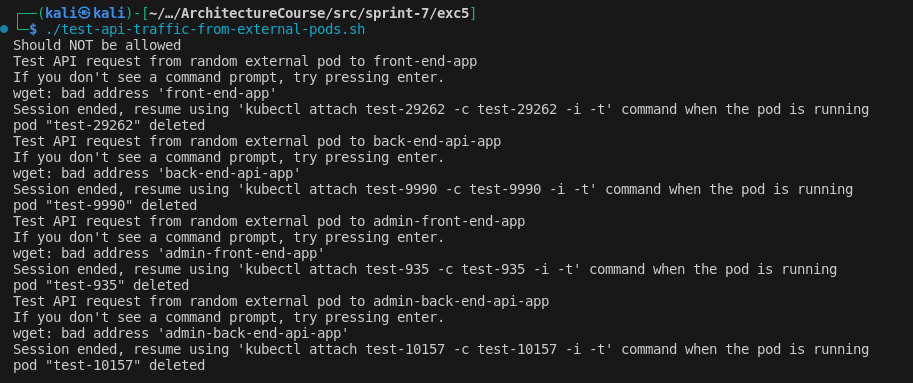 ┌──(kali㉿kali)-[~/…/ArchitectureCourse/src/sprint-7/exc5]
└─$ ./test-api-traffic-from-external-pods.sh
Should NOT be allowed
Test API request from random external pod to front-end-app
If you don't see a command prompt, try pressing enter.
wget: bad address 'front-end-app'
Session ended, resume using 'kubectl attach test-29262 -c test-29262 -i -t' command when the pod is running
pod "test-29262" deleted
Test API request from random external pod to back-end-api-app
If you don't see a command prompt, try pressing enter.
wget: bad address 'back-end-api-app'
Session ended, resume using 'kubectl attach test-9990 -c test-9990 -i -t' command when the pod is running
pod "test-9990" deleted
Test API request from random external pod to admin-front-end-app
If you don't see a command prompt, try pressing enter.
wget: bad address 'admin-front-end-app'
Session ended, resume using 'kubectl attach test-935 -c test-935 -i -t' command when the pod is running
pod "test-935" deleted
Test API request from random external pod to admin-back-end-api-app
If you don't see a command prompt, try pressing enter.
wget: bad address 'admin-back-end-api-app'
Session ended, resume using 'kubectl attach test-10157 -c test-10157 -i -t' command when the pod is running
pod "test-10157" deleted